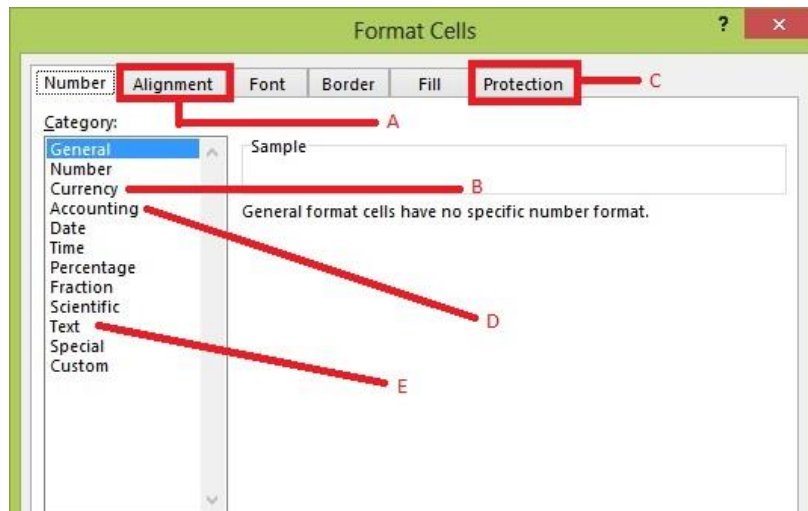 Format Cells
?
×
Number Alignment Font Border Fill Protection C
A
Category:
General
Number
Currency
Accounting
Date
Time
Percentage
Fraction
Scientific
Text
Special
Custom
Sample
B
General format cells have no specific number format.
D
E